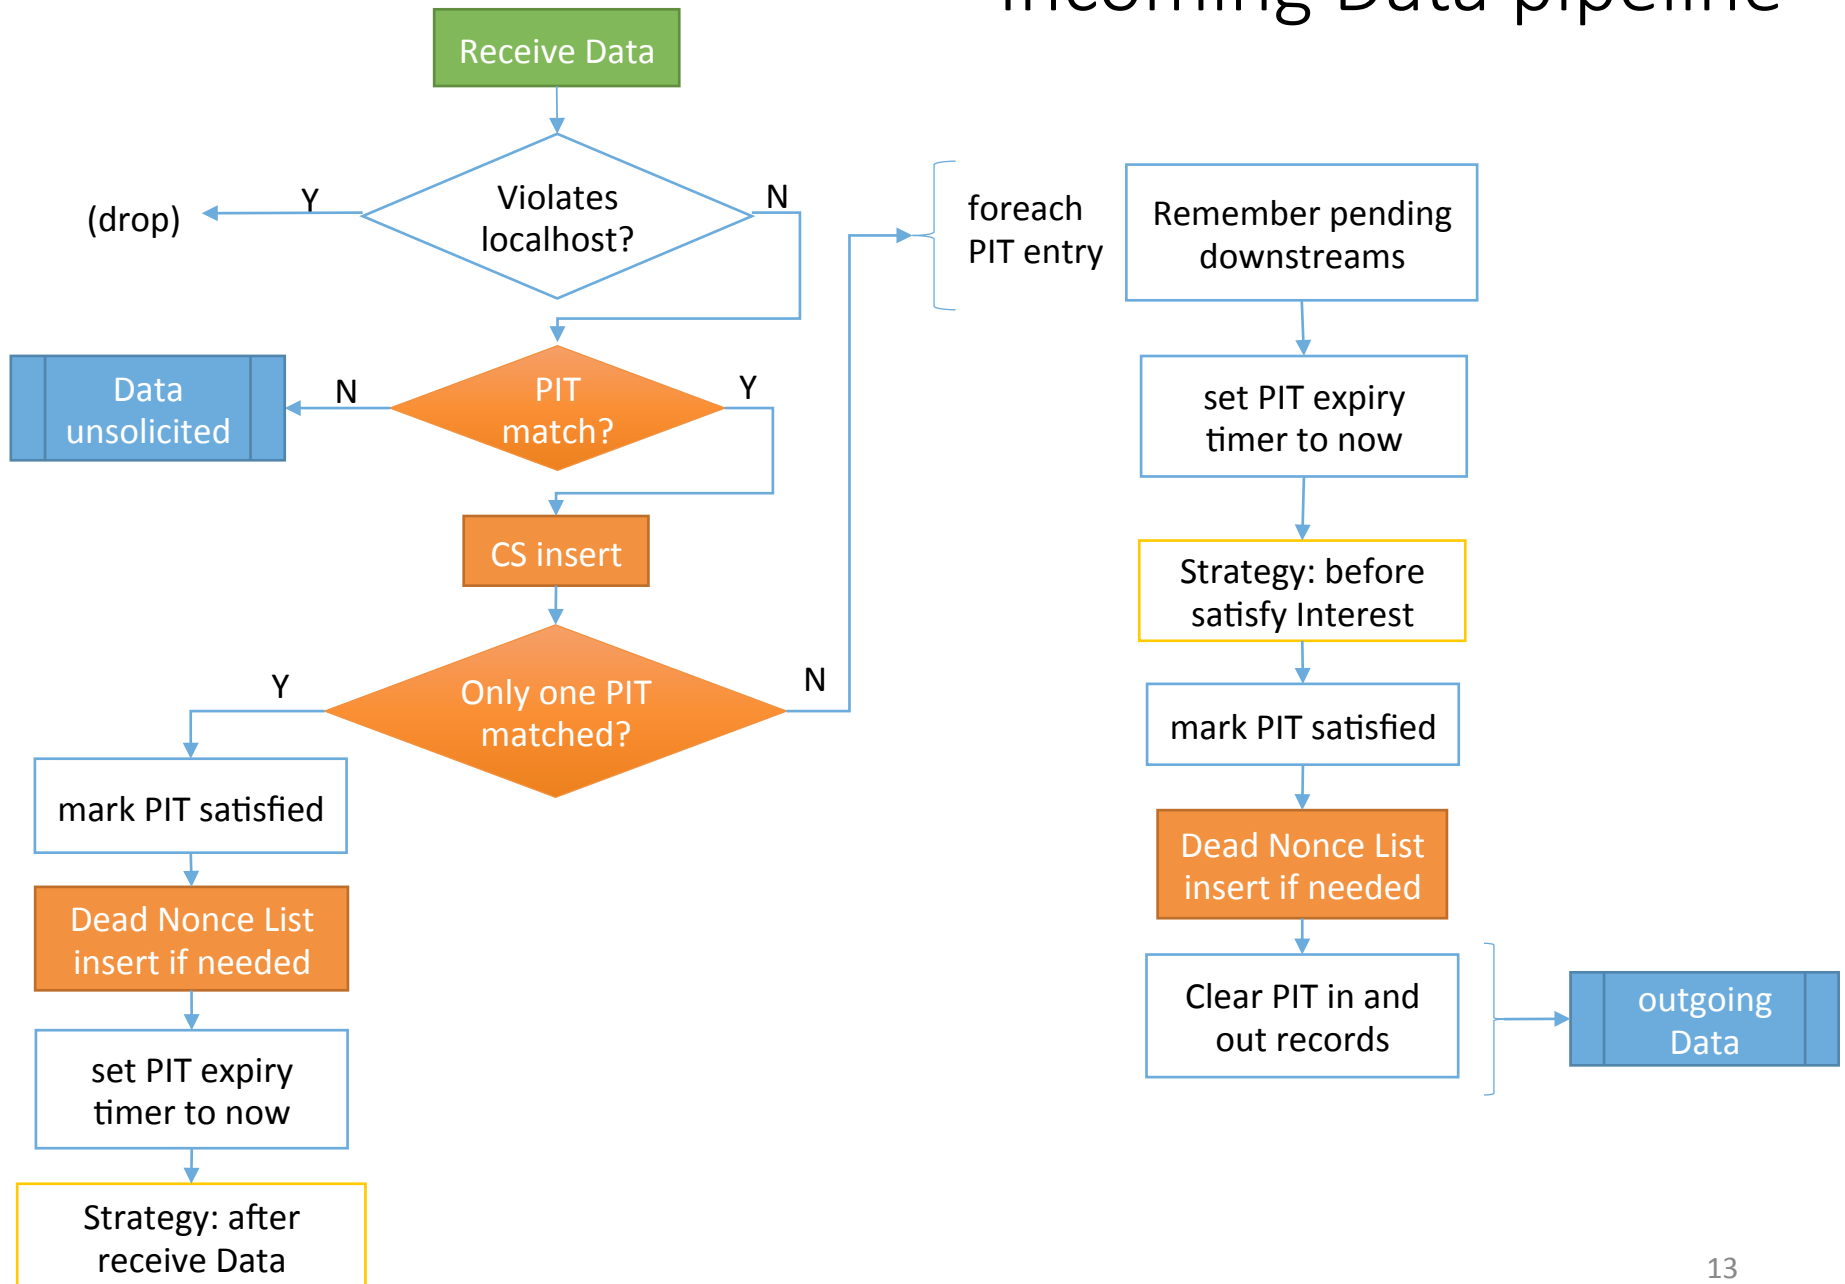 Incoming Data pipeline
Receive Data
Violates
localhost?
Y
N
(drop)
PIT
match?
N
Y
Data
unsolicited
CS insert
Only one PIT
matched?
Y
N
mark PIT satisfied
Dead Nonce List
insert if needed
set PIT expiry
timer to now
Strategy: after
receive Data
foreach
PIT entry
Remember pending
downstreams
set PIT expiry
timer to now
Strategy: before
satisfy Interest
mark PIT satisfied
Dead Nonce List
insert if needed
Clear PIT in and
out records
outgoing
Data
13